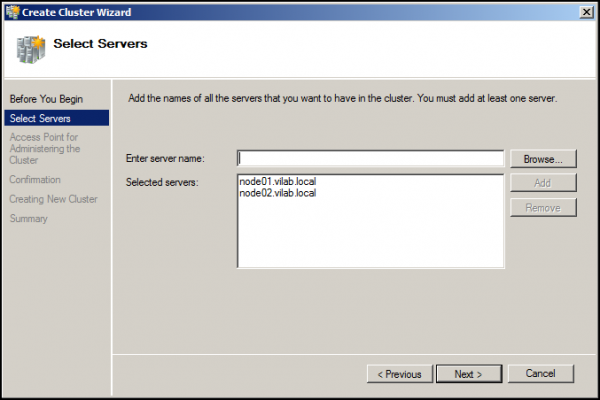 Create Cluster Wizard
Select Servers
Before You Begin
Select Servers
Access Point for
Administering the
Cluster
Confirmation
Creating New Cluster
Summary
Add the names of all the servers that you want to have in the cluster. You must add at least one server.
Enter server name:
Browse...
Selected servers:
node01.vilab.local
node02.vilab.local
Add
Remove
< Previous
Next >
Cancel